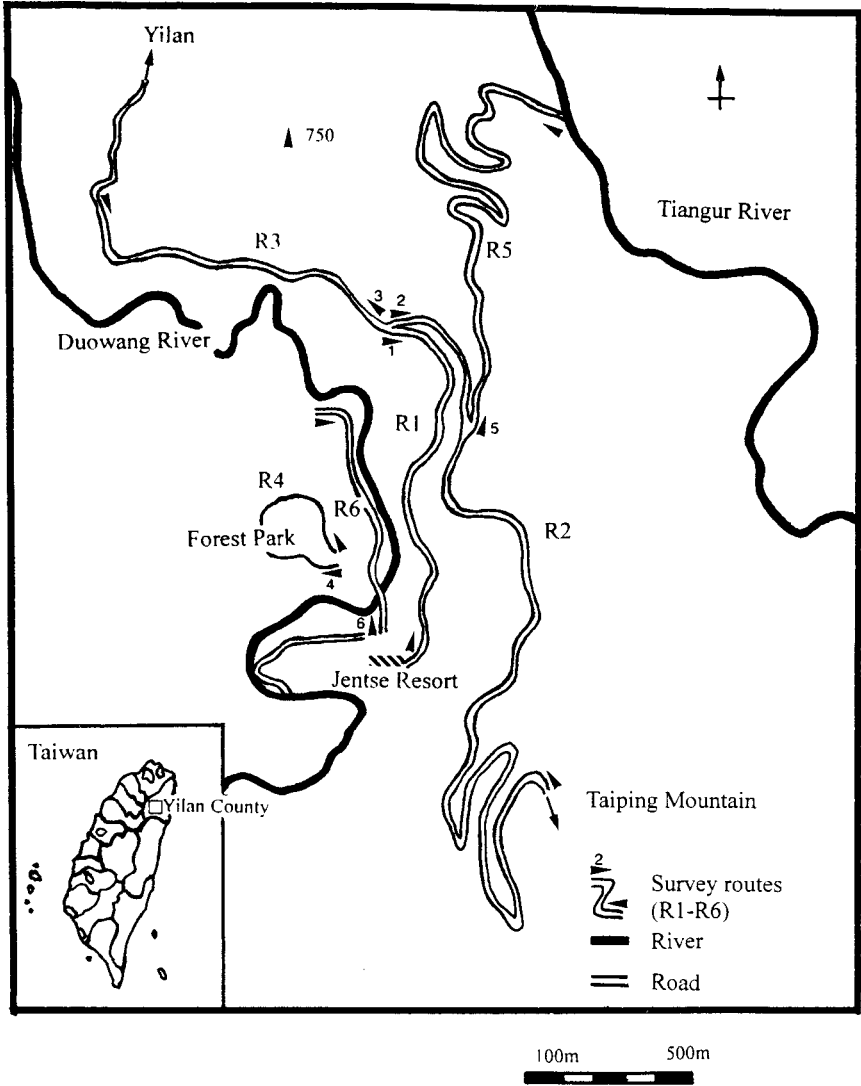 Yilan
750
Tiangur River
R3
R5
3
2
Duowang River
1
R1
5
R4
R6
R2
Forest Park
4
6
Jentse Resort
Taiwan
Yilan County
Taiping Mountain
2
Survey routes
(R1-R6)
River
Road
100m
500m